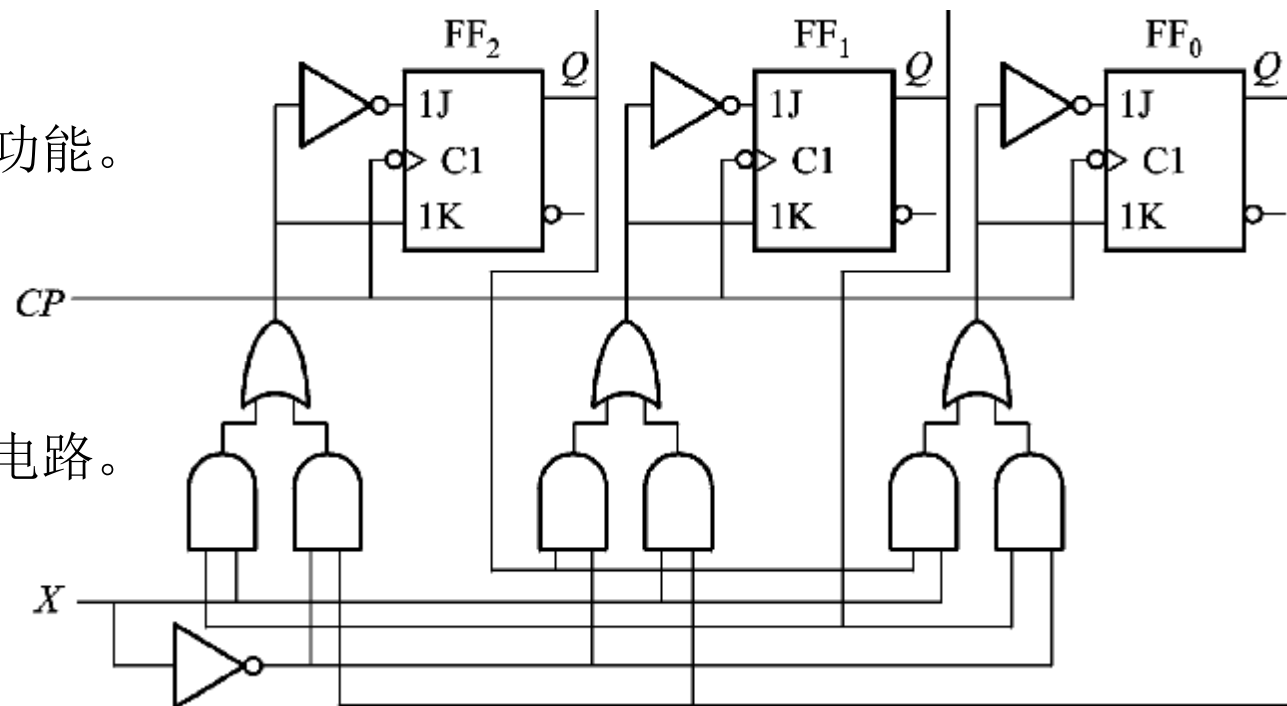 FF₂ FF₁ FF₀
Q Q Q
1J 1J 1J
功能。
C1 C1 C1
1K 1K 1K
CP
电路。
X